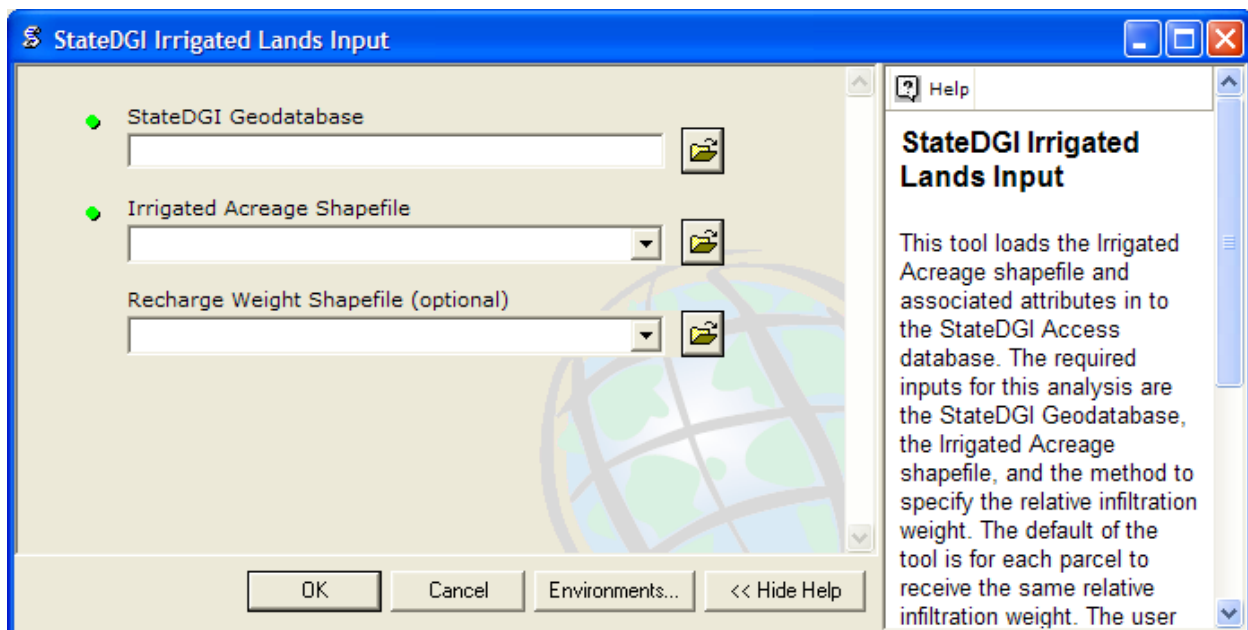 StateDGI Irrigated Lands Input
StateDGI Geodatabase
Irrigated Acreage Shapefile
Recharge Weight Shapefile (optional)
OK
Cancel
Environments...
<< Hide Help
Help
StateDGI Irrigated
Lands Input
This tool loads the Irrigated
Acreage shapefile and
associated attributes in to
the StateDGI Access
database. The required
inputs for this analysis are
the StateDGI Geodatabase,
the Irrigated Acreage
shapefile, and the method to
specify the relative infiltration
weight. The default of the
tool is for each parcel to
receive the same relative
infiltration weight. The user